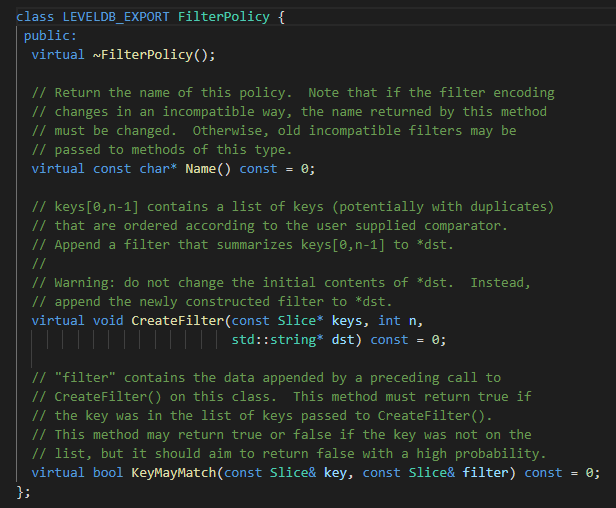 class LEVELDB_EXPORT FilterPolicy {
 public:
  virtual ~FilterPolicy();

  // Return the name of this policy.  Note that if the filter encoding
  // changes in an incompatible way, the name returned by this method
  // must be changed.  Otherwise, old incompatible filters may be
  // passed to methods of this type.
  virtual const char* Name() const = 0;

  // keys[0,n-1] contains a list of keys (potentially with duplicates)
  // that are ordered according to the user supplied comparator.
  // Append a filter that summarizes keys[0,n-1] to *dst.
  //
  // Warning: do not change the initial contents of *dst.  Instead,
  // append the newly constructed filter to *dst.
  virtual void CreateFilter(const Slice* keys, int n,
                            std::string* dst) const = 0;

  // "filter" contains the data appended by a preceding call to
  // CreateFilter() on this class.  This method must return true if
  // the key was in the list of keys passed to CreateFilter().
  // This method may return true or false if the key was not on the
  // list, but it should aim to return false with a high probability.
  virtual bool KeyMayMatch(const Slice& key, const Slice& filter) const = 0;
};